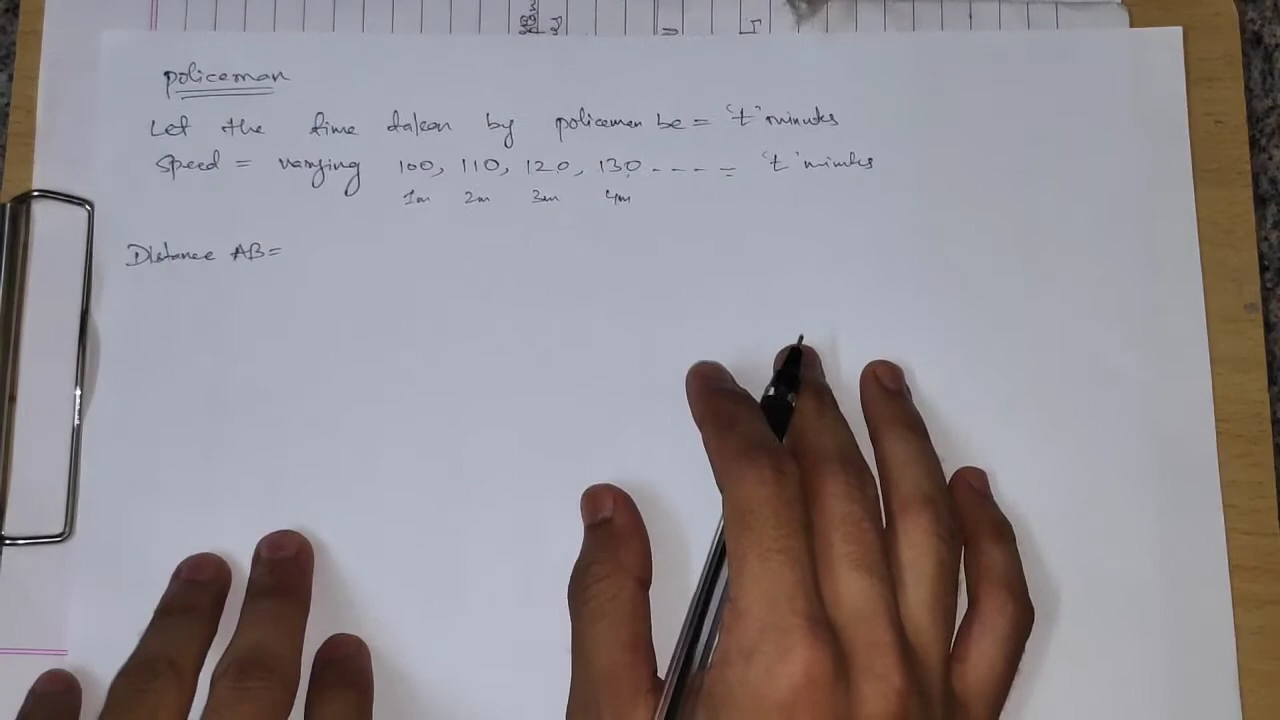 policeman
Let the time taken by policemen be = 't' minutes
Speed = varying 100, 110, 120, 130 ---- = 't' minutes
1m 2m 3m 4m
Distance AB =